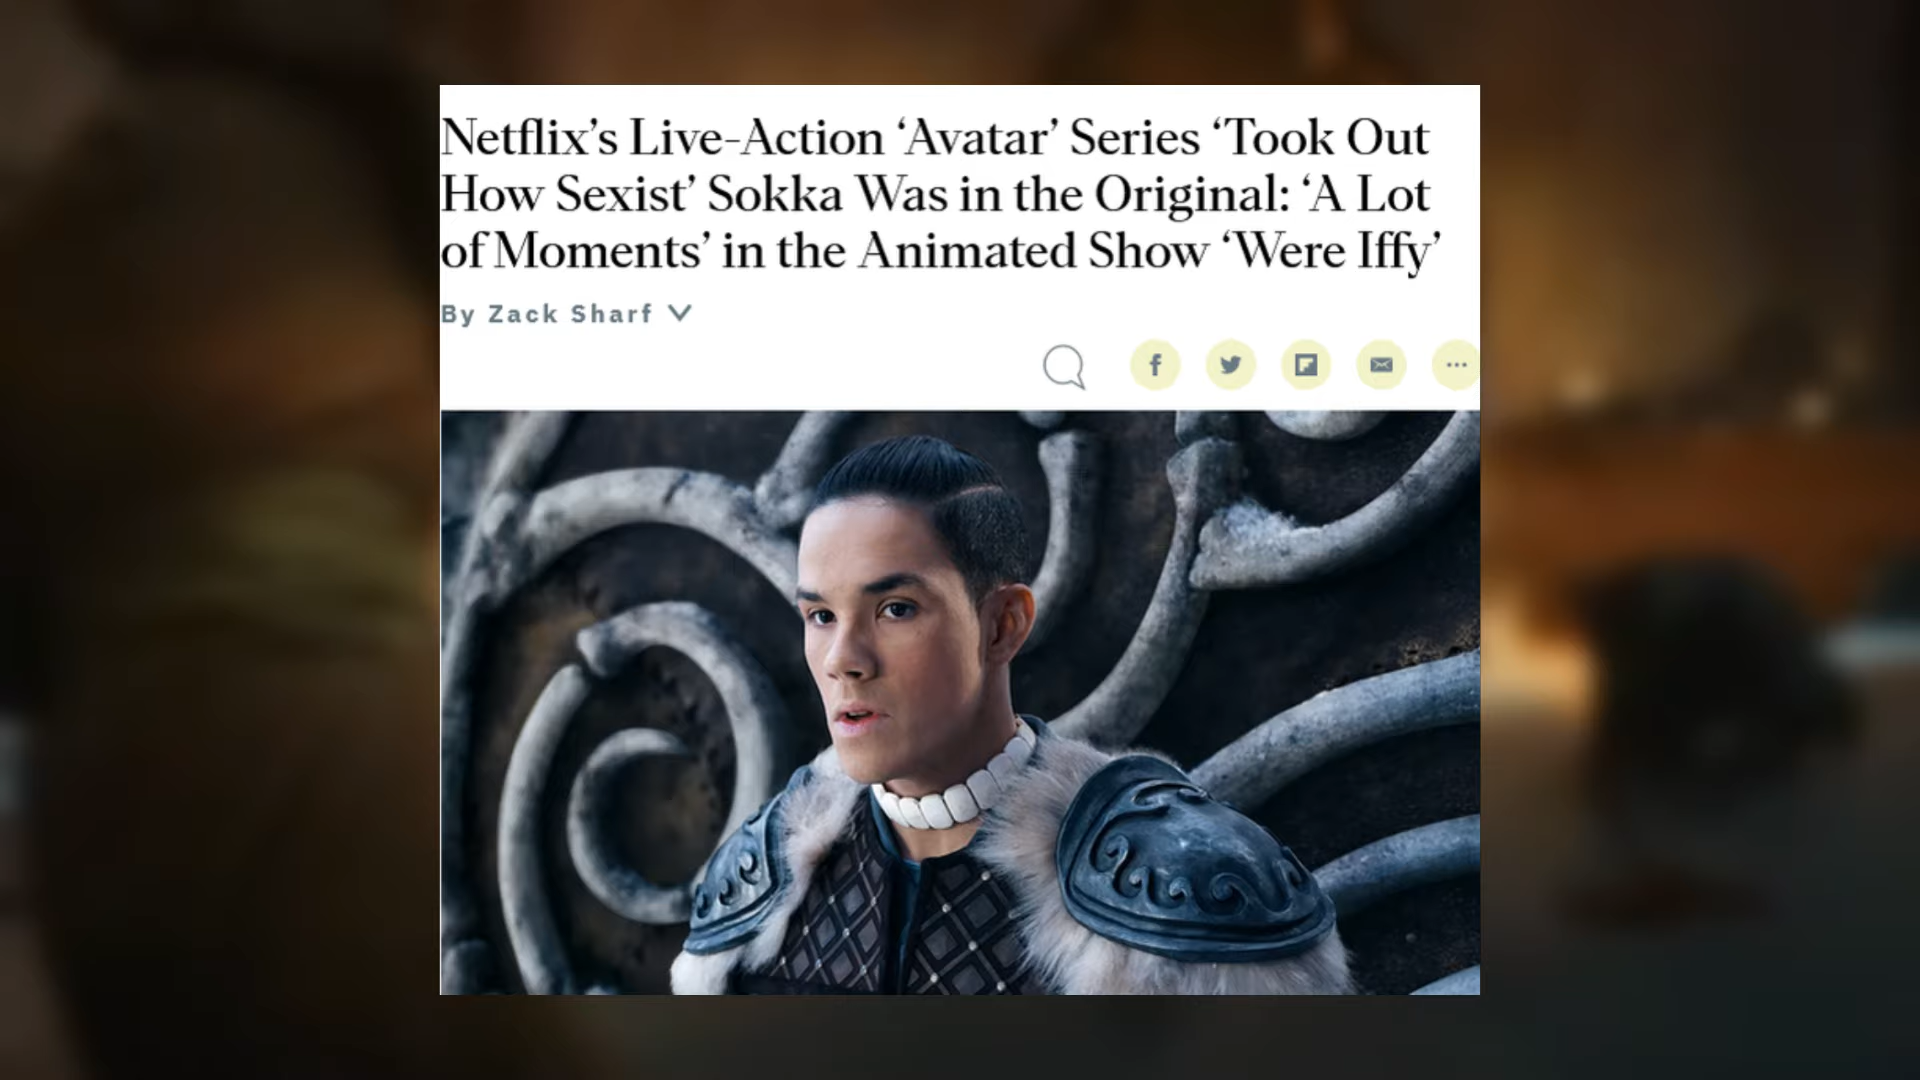 Netflix’s Live-Action ‘Avatar’ Series ‘Took Out
How Sexist’ Sokka Was in the Original: ‘A Lot
of Moments’ in the Animated Show ‘Were Iffy’
By Zack Sharf